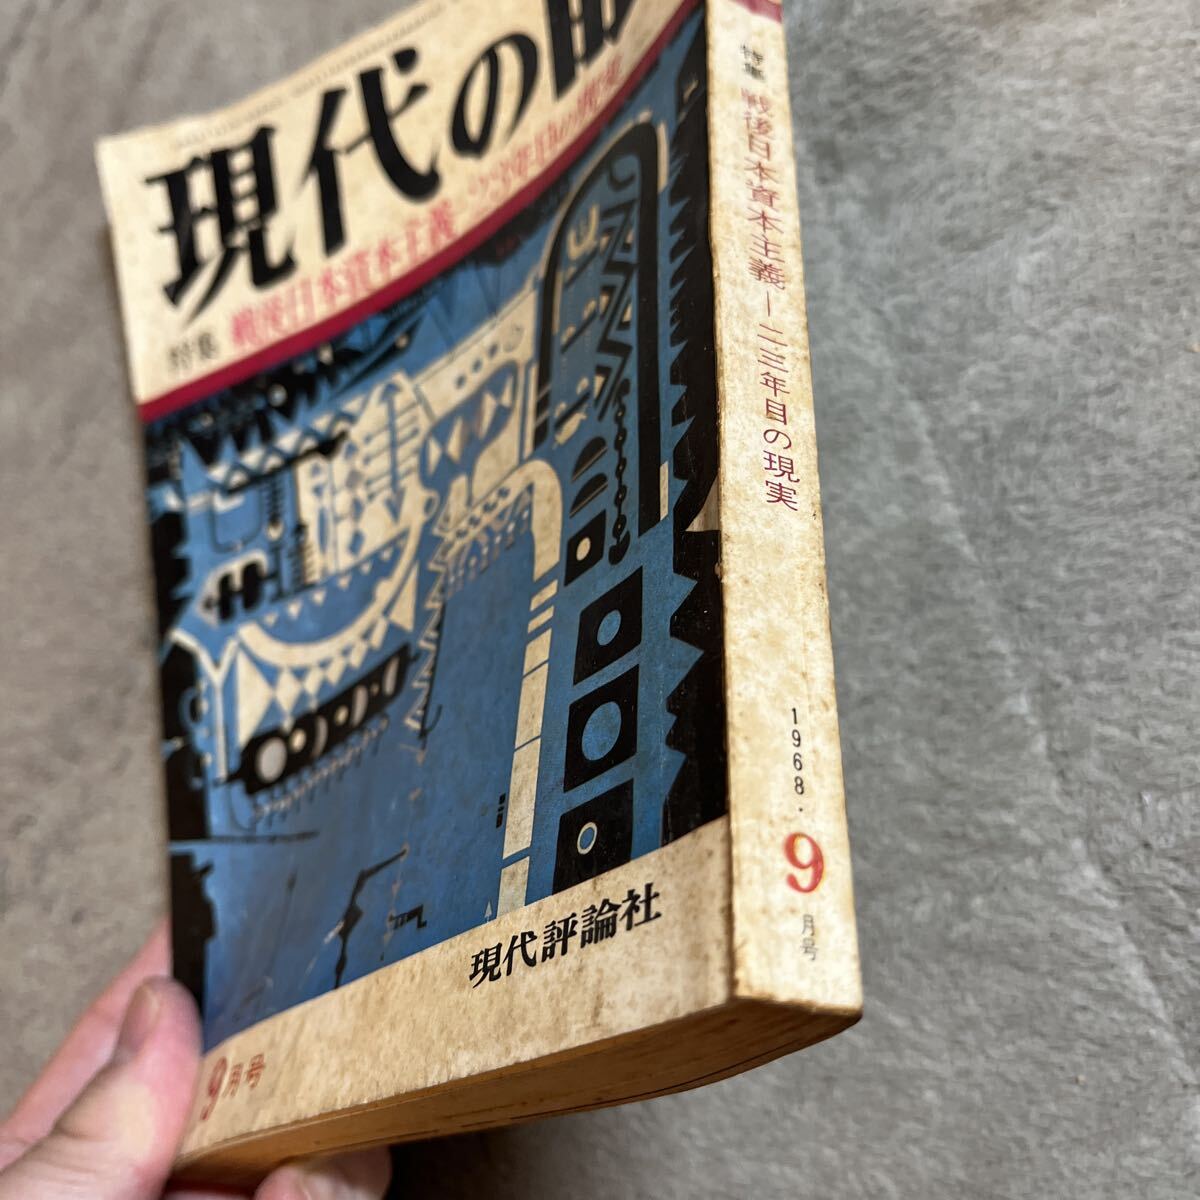 現代の
特集 戦後日本資本主義 23年目の現実
現代評論社
9月号
特集 戦後日本資本主義—二三年目の現実
1968.9月号